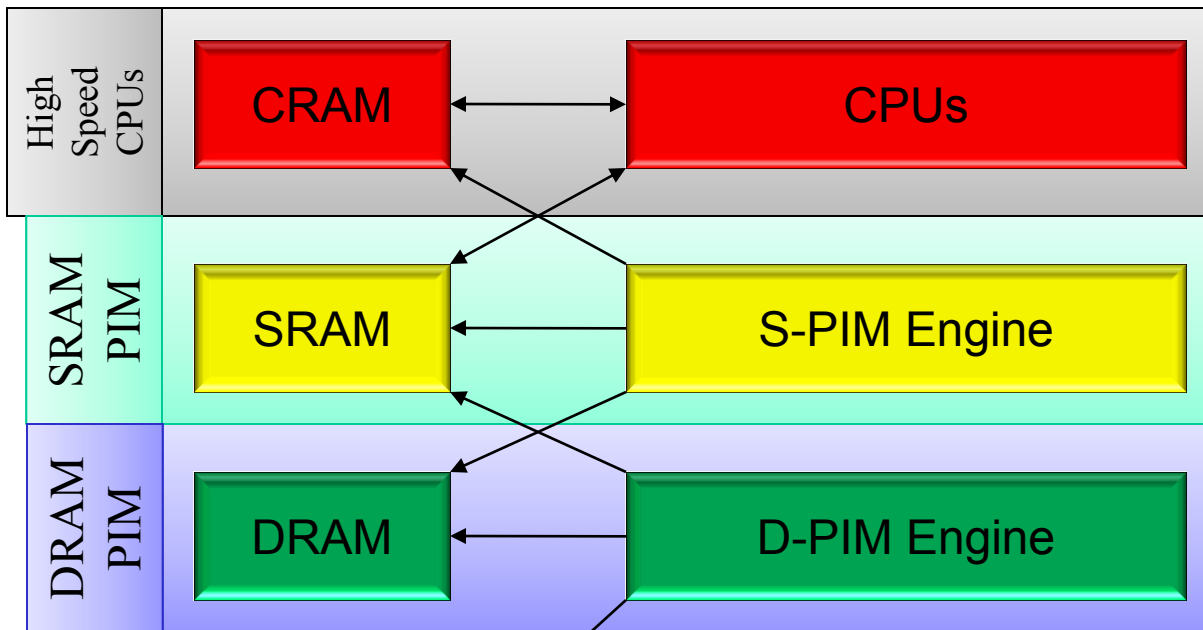 High
Speed
CPUs
CRAM
CPUs
SRAM
PIM
SRAM
S-PIM Engine
DRAM
PIM
DRAM
D-PIM Engine